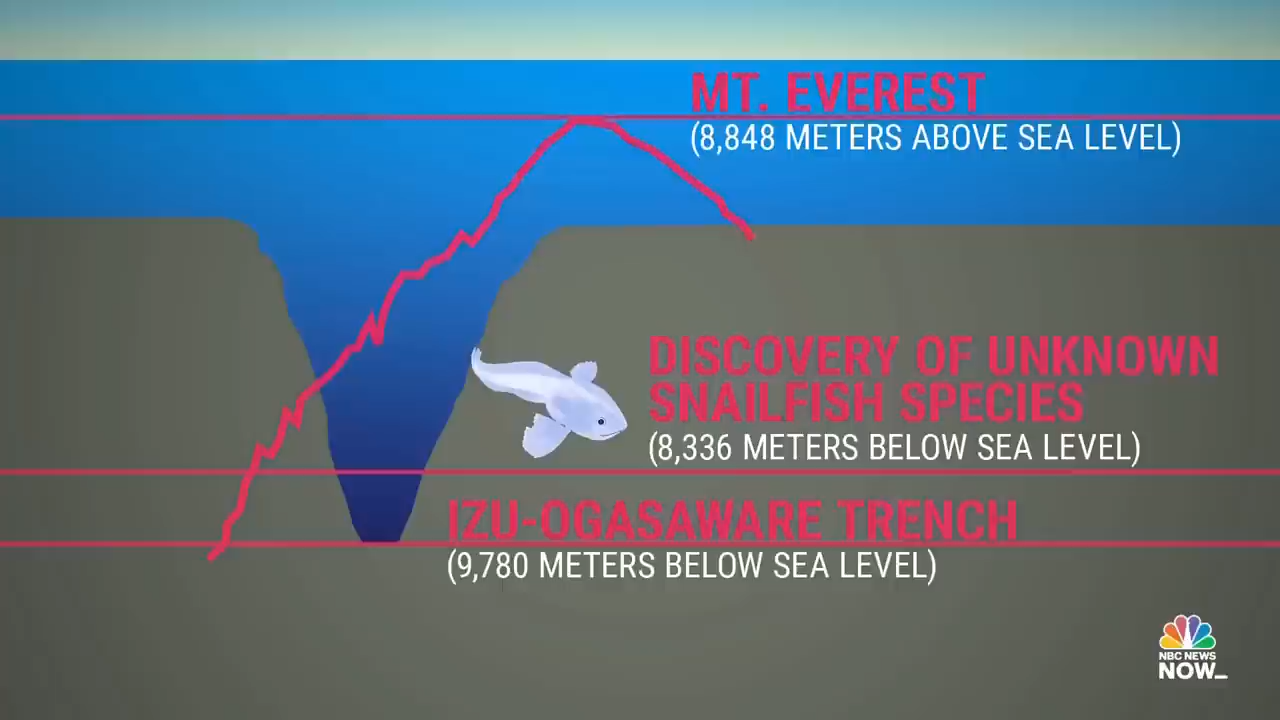 MT. EVEREST
(8,848 METERS ABOVE SEA LEVEL)
DISCOVERY OF UNKNOWN
SNAILFISH SPECIES
(8,336 METERS BELOW SEA LEVEL)
IZU-OGASAWARE TRENCH
(9,780 METERS BELOW SEA LEVEL)
NBC NEWS
NOW_